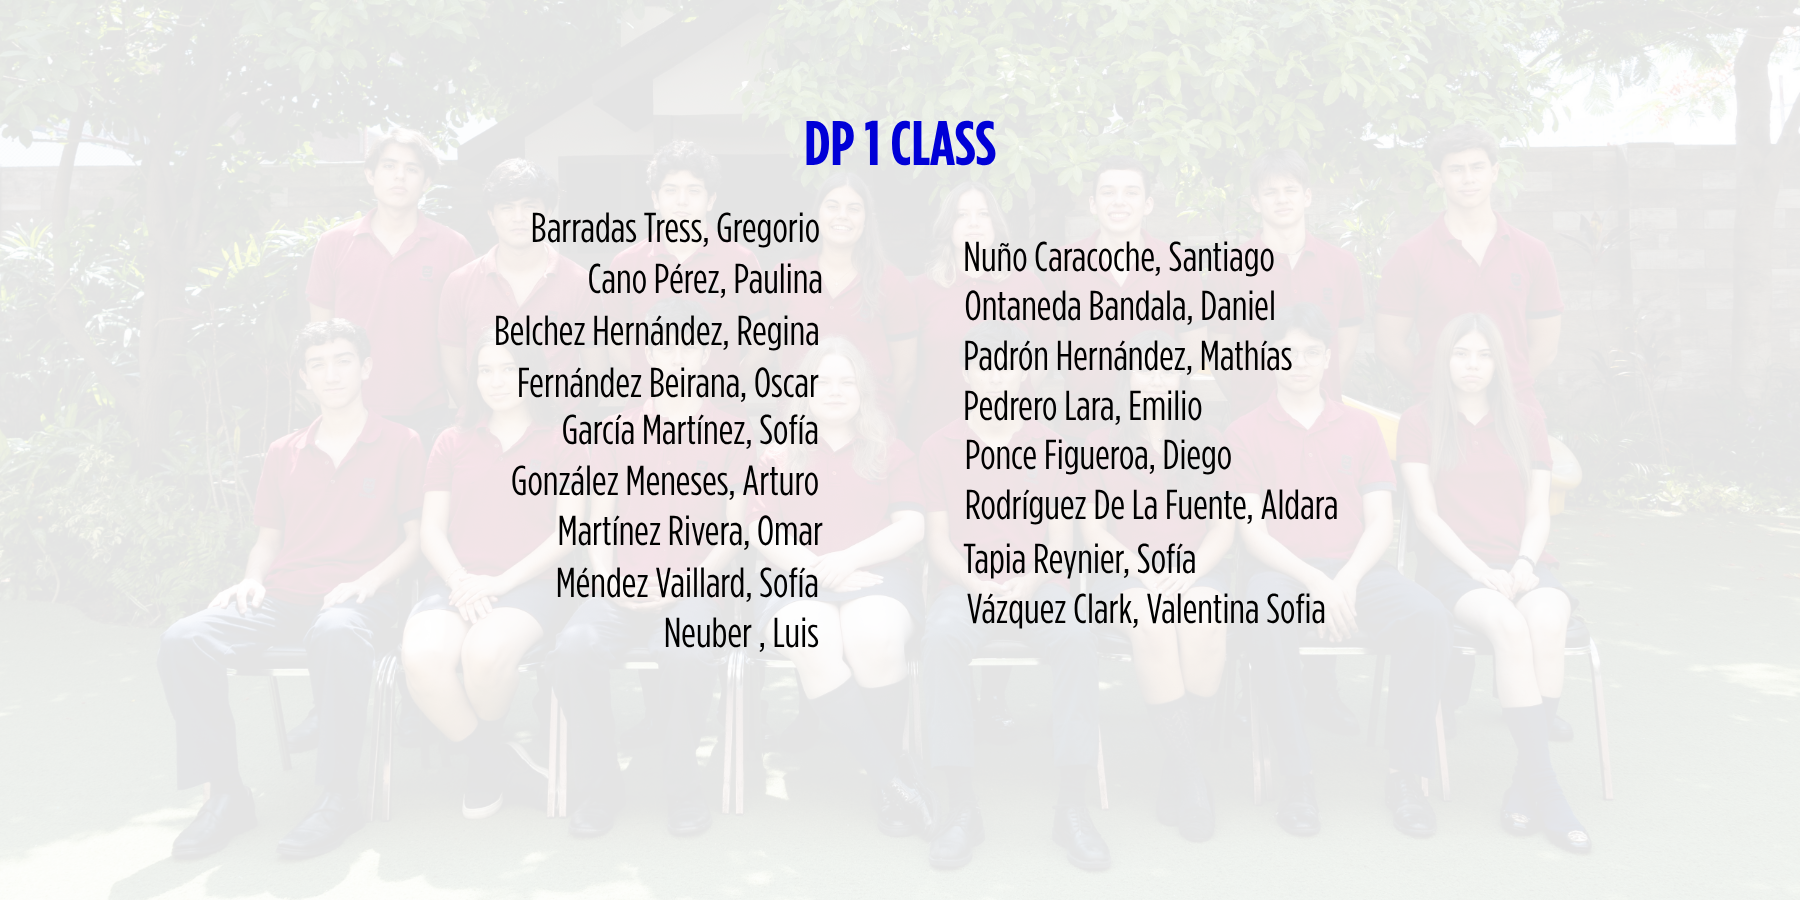 DP 1 CLASS
Barradas Tress, Gregorio
Cano Pérez, Paulina
Belchez Hernández, Regina
Fernández Beirana, Oscar
García Martínez, Sofía
González Meneses, Arturo
Martínez Rivera, Omar
Méndez Vaillard, Sofía
Neuber , Luis
Nuño Caracoche, Santiago
Ontaneda Bandala, Daniel
Padrón Hernández, Mathías
Pedrero Lara, Emilio
Ponce Figueroa, Diego
Rodríguez De La Fuente, Aldara
Tapia Reynier, Sofía
Vázquez Clark, Valentina Sofia